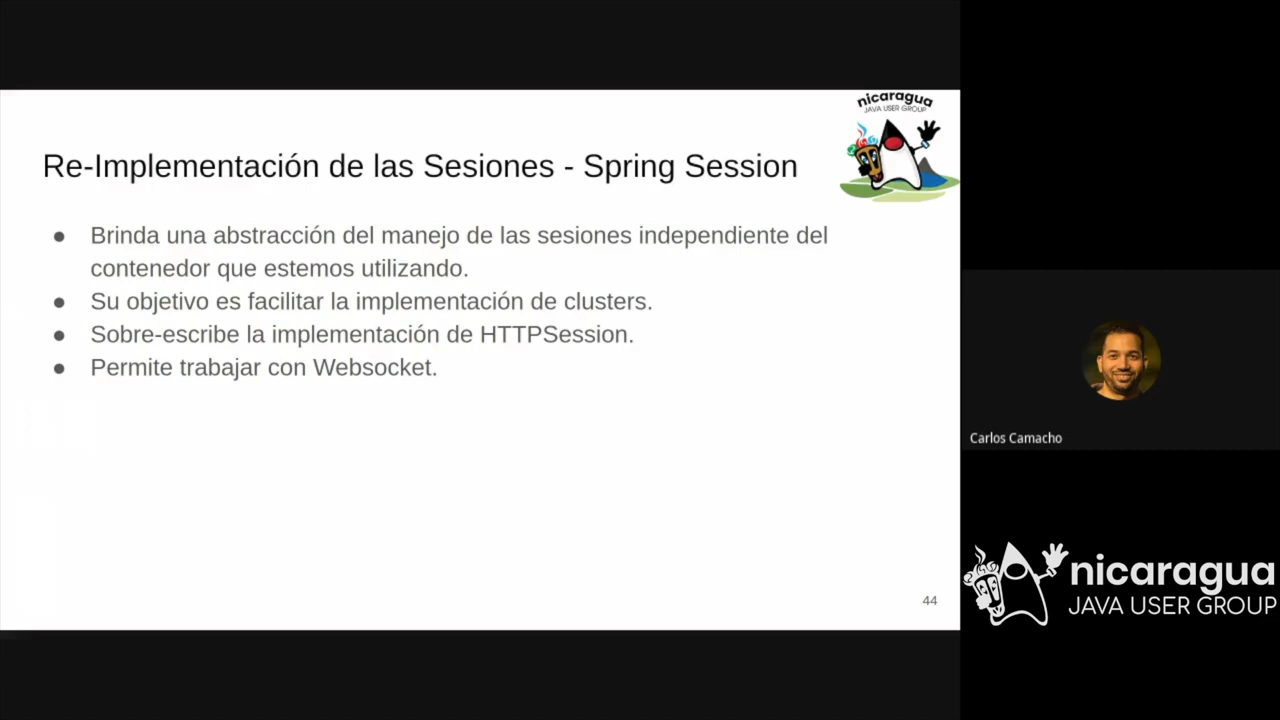 nicaragua
JAVA USER GROUP
Re-Implementación de las Sesiones - Spring Session
● Brinda una abstracción del manejo de las sesiones independiente del
contenedor que estemos utilizando.
● Su objetivo es facilitar la implementación de clusters.
● Sobre-escribe la implementación de HTTPSession.
● Permite trabajar con Websocket.
44
Carlos Camacho
nicaragua
JAVA USER GROUP